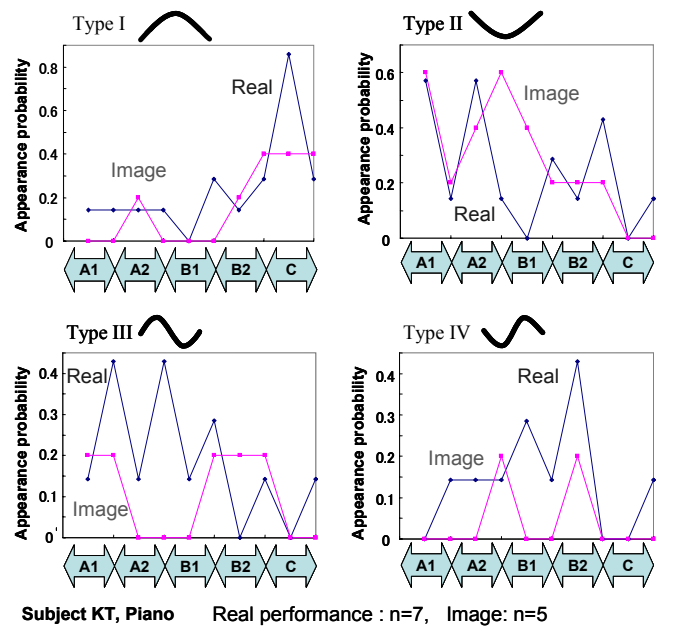 Type I
Appearance probability
0.8
0.6
0.4
0.2
0
Real
Image
A1 A2 B1 B2 C
Type II
Appearance probability
0.6
0.4
0.2
0
Image
Real
A1 A2 B1 B2 C
Type III
Appearance probability
0.4
0.3
0.2
0.1
0
Real
Image
A1 A2 B1 B2 C
Type IV
Appearance probability
0.4
0.3
0.2
0.1
0
Real
Image
A1 A2 B1 B2 C
Subject KT, Piano Real performance : n=7, Image: n=5